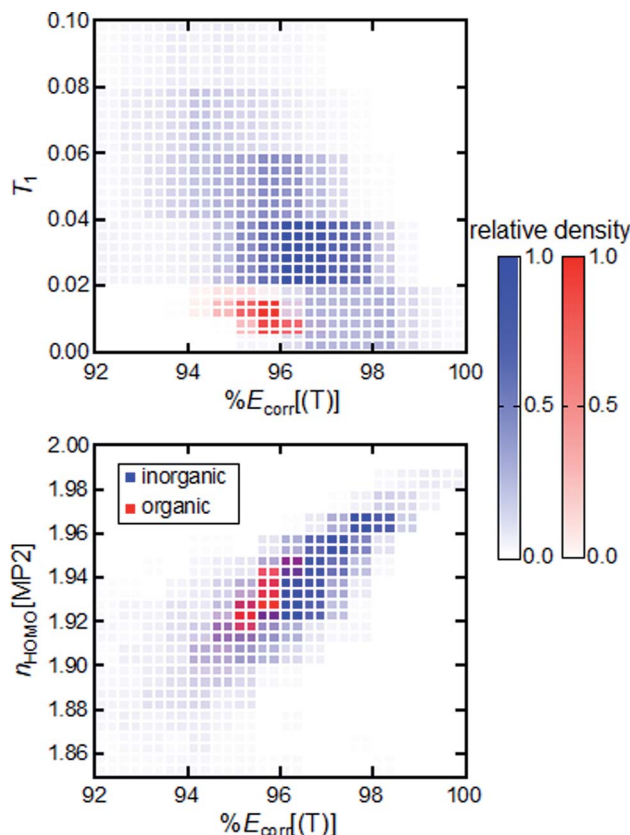 0.10
0.08
0.06
0.04
0.02
0.00
T1
92 94 96 98 100
%Ecorr[(T)]
relative density
1.0 1.0
0.5 0.5
0.0 0.0
2.00
1.98
1.96
1.94
1.92
1.90
1.88
1.86
nHOMO[MP2]
inorganic
organic
92 94 96 98 100
%Ecorr[(T)]